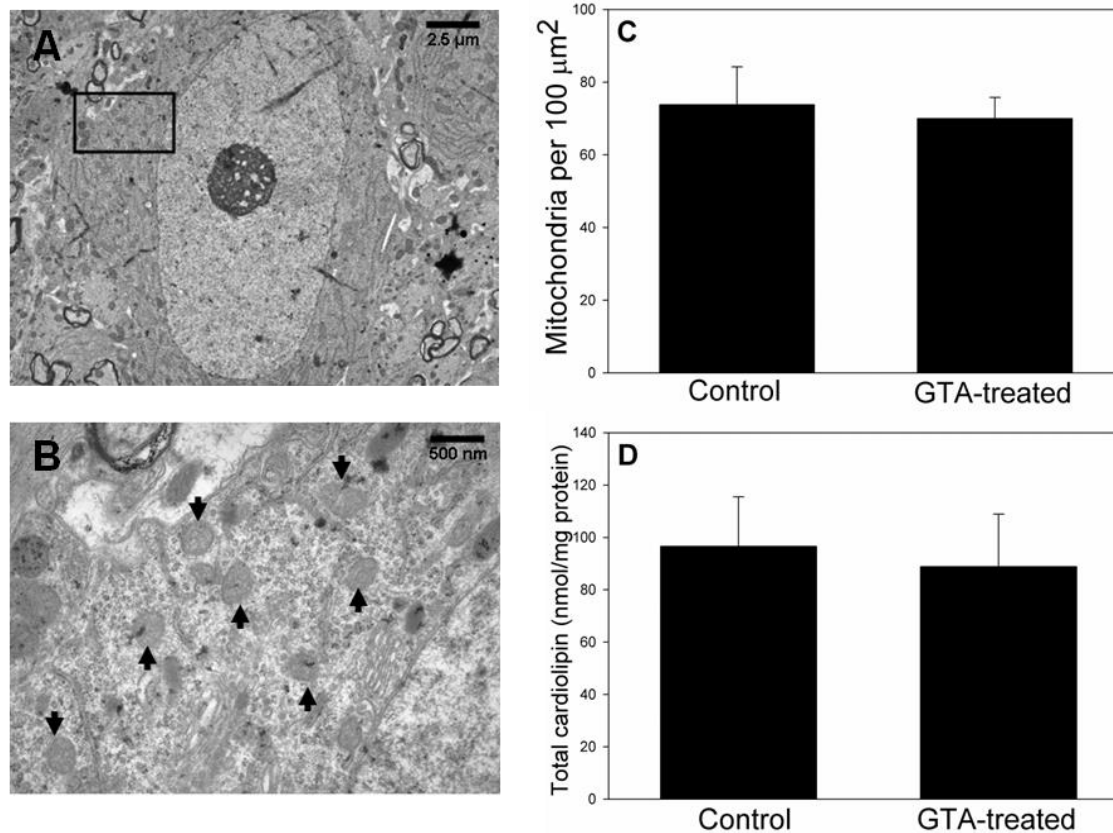 A
2.5 µm
B
500 nm
C
Mitochondria per 100 µm2
100
80
60
40
20
0
Control
GTA-treated
D
Total cardiolipin (nmol/mg protein)
140
120
100
80
60
40
20
0
Control
GTA-treated